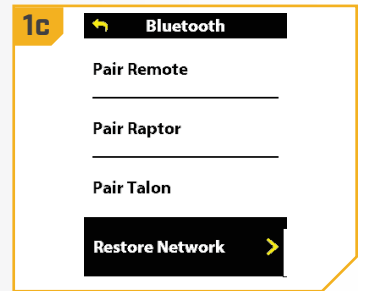 1c
Bluetooth
Pair Remote
Pair Raptor
Pair Talon
Restore Network